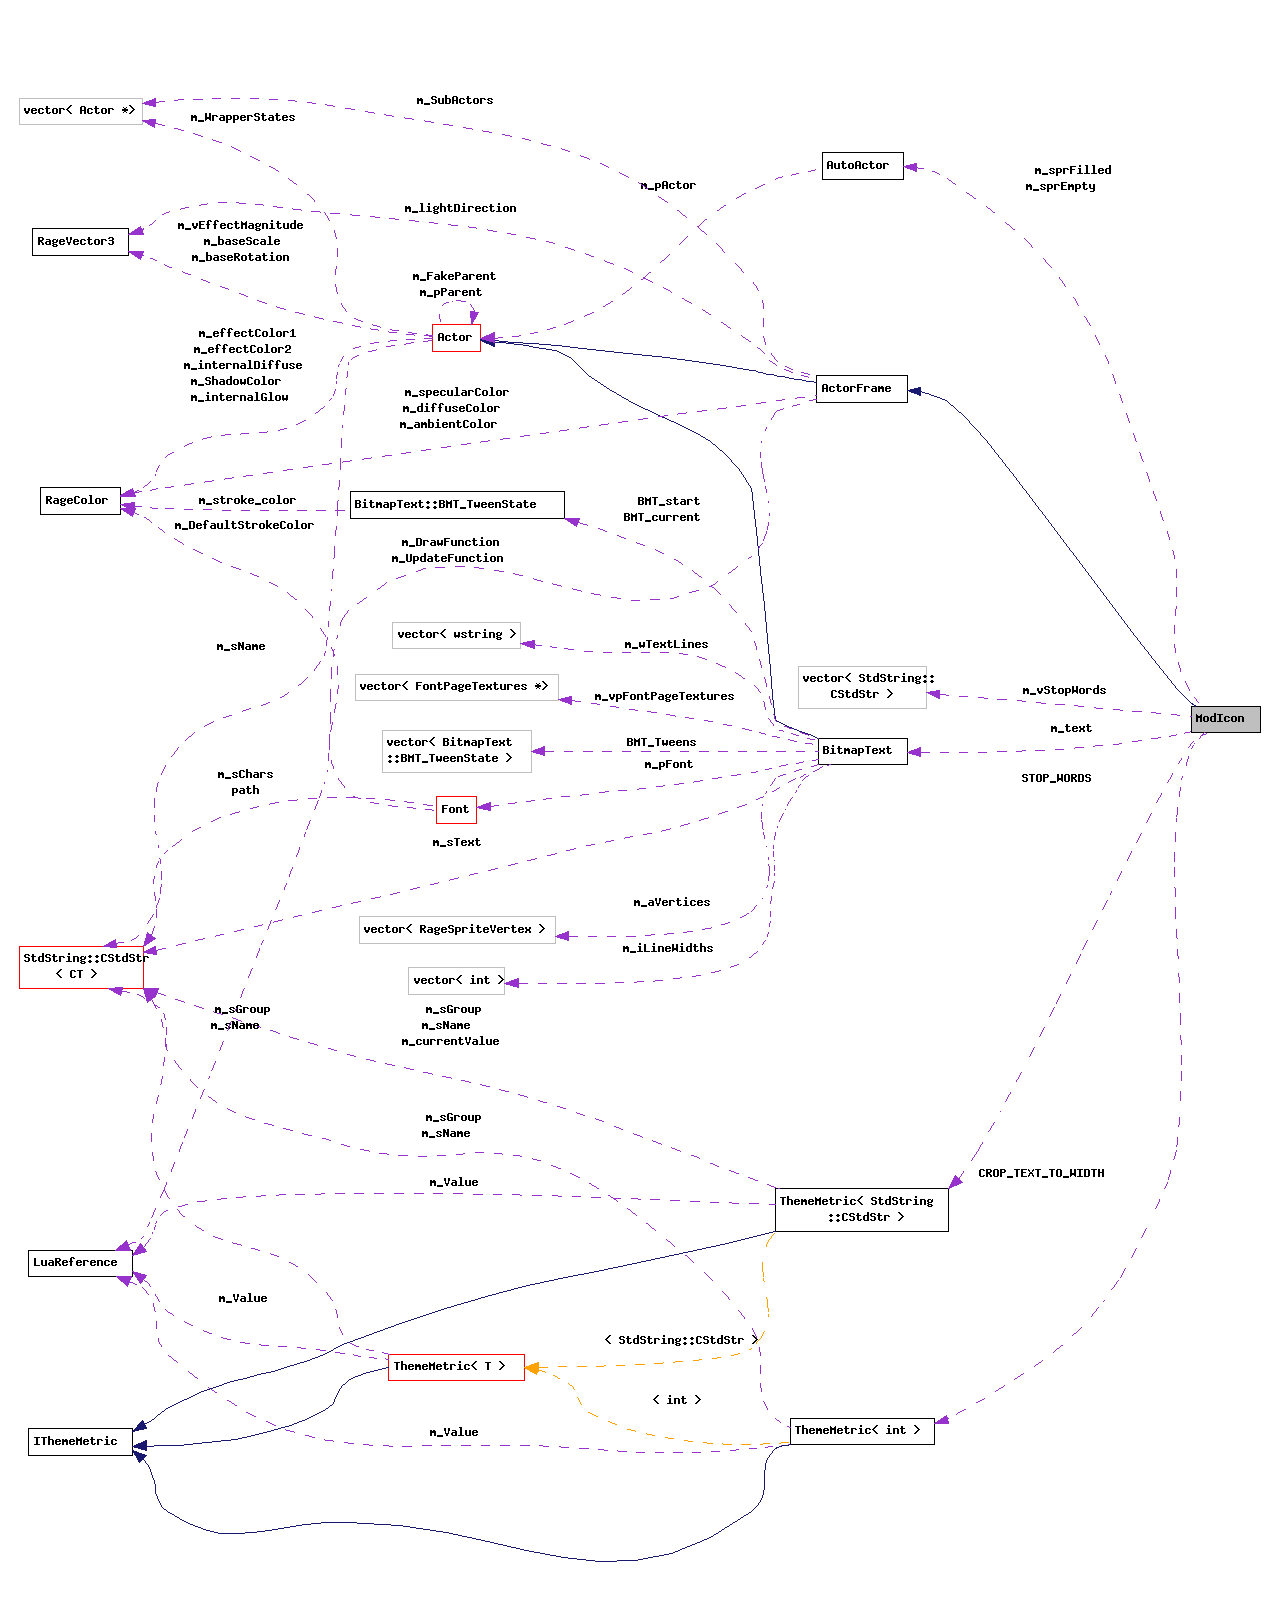 m_SubActors
vector< Actor *>
m_WrapperStates
AutoActor
m_sprFilled
m_sprEmpty
m_pActor
m_lightDirection
m_vEffectMagnitude
m_baseScale
m_baseRotation
RageVector3
m_FakeParent
m_pParent
Actor
m_effectColor1
m_effectColor2
m_internalDiffuse
m_ShadowColor
m_internalGlow
ActorFrame
m_specularColor
m_diffuseColor
m_ambientColor
RageColor
m_stroke_color
BitmapText::BMT_TweenState
BMT_start
BMT_current
m_DefaultStrokeColor
m_DrawFunction
m_UpdateFunction
vector< wstring >
m_wTextLines
m_sName
vector< StdString::
CStdStr >
m_vStopWords
vector< FontPageTextures *>
m_vpFontPageTextures
ModIcon
m_text
vector< BitmapText
::BMT_TweenState >
BMT_Tweens
BitmapText
m_pFont
STOP_WORDS
m_sChars
path
Font
m_sText
m_aVertices
vector< RageSpriteVertex >
m_iLineWidths
StdString::CStdStr
< CT >
vector< int >
m_sGroup
m_sName
m_sGroup
m_sName
m_currentValue
m_sGroup
m_sName
CROP_TEXT_TO_WIDTH
m_Value
ThemeMetric< StdString
::CStdStr >
LuaReference
m_Value
< StdString::CStdStr >
ThemeMetric< T >
< int >
m_Value
ThemeMetric< int >
IThemeMetric